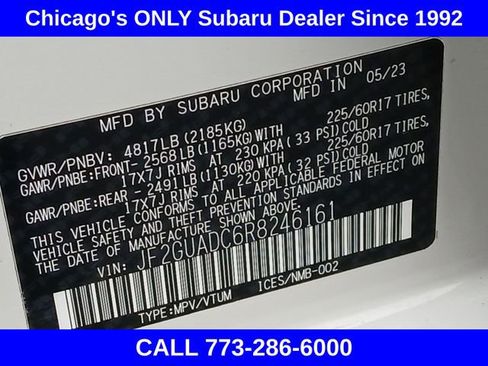 Chicago's ONLY Subaru Dealer Since 1992
MFD BY SUBARU CORPORATION
MFD IN 05/23
GVWR/PNBV: 4817LB(2185KG)
GAWR/PNBE:FRONT- 2568LB(1165KG)WITH 225/60R17 TIRES,
17X7J RIMS AT 230 KPA (33 PSI)COLD
GAWR/PNBE:REAR - 2491LB(1130KG)WITH 225/60R17 TIRES,
17X7J RIMS AT 220 KPA (32 PSI)COLD
THIS VEHICLE CONFORMS TO ALL APPLICABLE FEDERAL MOTOR
VEHICLE SAFETY AND THEFT PREVENTION STANDARDS IN EFFECT
ON THE DATE OF MANUFACTURE SHOWN ABOVE.
VIN: JF2GUADC6R8246161
TYPE:MPV/VTUM ICES/NMB-002
CALL 773-286-6000